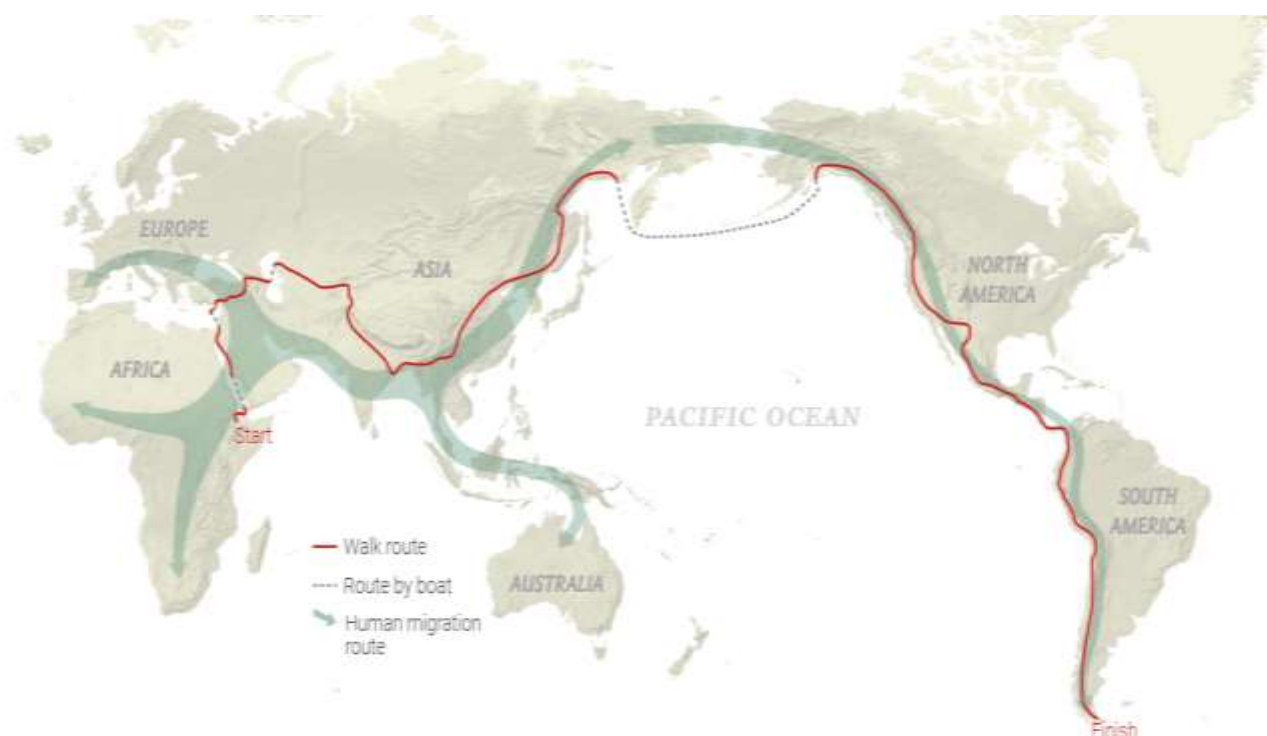 EUROPE
ASIA
NORTH
AMERICA
AFRICA
PACIFIC OCEAN
Start
SOUTH
AMERICA
Walk route
Route by boat
AUSTRALIA
Human migration
route
Finish